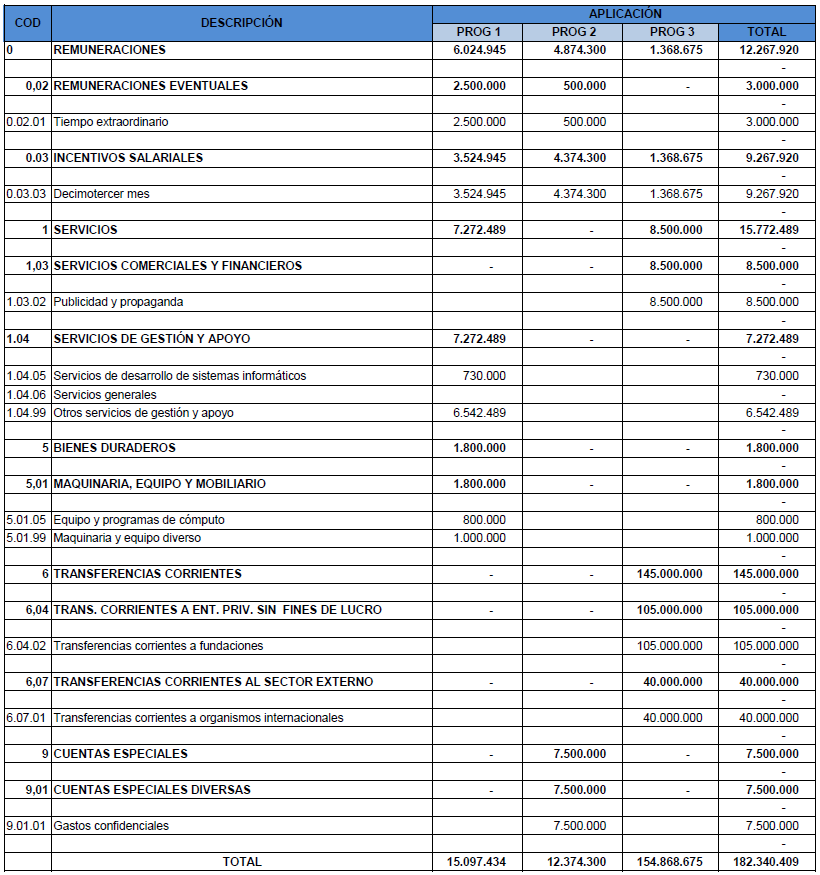 COD DESCRIPCIÓN APLICACIÓN
PROG 1 PROG 2 PROG 3 TOTAL
0 REMUNERACIONES 6.024.945 4.874.300 1.368.675 12.267.920
-
0,02 REMUNERACIONES EVENTUALES 2.500.000 500.000 - 3.000.000
-
0.02.01 Tiempo extraordinario 2.500.000 500.000 3.000.000
-
0.03 INCENTIVOS SALARIALES 3.524.945 4.374.300 1.368.675 9.267.920
-
0.03.03 Decimotercer mes 3.524.945 4.374.300 1.368.675 9.267.920
-
1 SERVICIOS 7.272.489 - 8.500.000 15.772.489
-
1,03 SERVICIOS COMERCIALES Y FINANCIEROS - - 8.500.000 8.500.000
-
1.03.02 Publicidad y propaganda 8.500.000 8.500.000
-
1.04 SERVICIOS DE GESTIÓN Y APOYO 7.272.489 - - 7.272.489
-
1.04.05 Servicios de desarrollo de sistemas informáticos 730.000 730.000
1.04.06 Servicios generales -
1.04.99 Otros servicios de gestión y apoyo 6.542.489 6.542.489
-
5 BIENES DURADEROS 1.800.000 - - 1.800.000
-
5,01 MAQUINARIA, EQUIPO Y MOBILIARIO 1.800.000 - - 1.800.000
-
5.01.05 Equipo y programas de cómputo 800.000 800.000
5.01.99 Maquinaria y equipo diverso 1.000.000 1.000.000
-
6 TRANSFERENCIAS CORRIENTES - - 145.000.000 145.000.000
-
6,04 TRANS. CORRIENTES A ENT. PRIV. SIN FINES DE LUCRO - - 105.000.000 105.000.000
-
6.04.02 Transferencias corrientes a fundaciones 105.000.000 105.000.000
-
6,07 TRANSFERENCIAS CORRIENTES AL SECTOR EXTERNO - - 40.000.000 40.000.000
-
6.07.01 Transferencias corrientes a organismos internacionales 40.000.000 40.000.000
-
9 CUENTAS ESPECIALES - 7.500.000 - 7.500.000
-
9,01 CUENTAS ESPECIALES DIVERSAS - 7.500.000 - 7.500.000
-
9.01.01 Gastos confidenciales 7.500.000 7.500.000
-
TOTAL 15.097.434 12.374.300 154.868.675 182.340.409